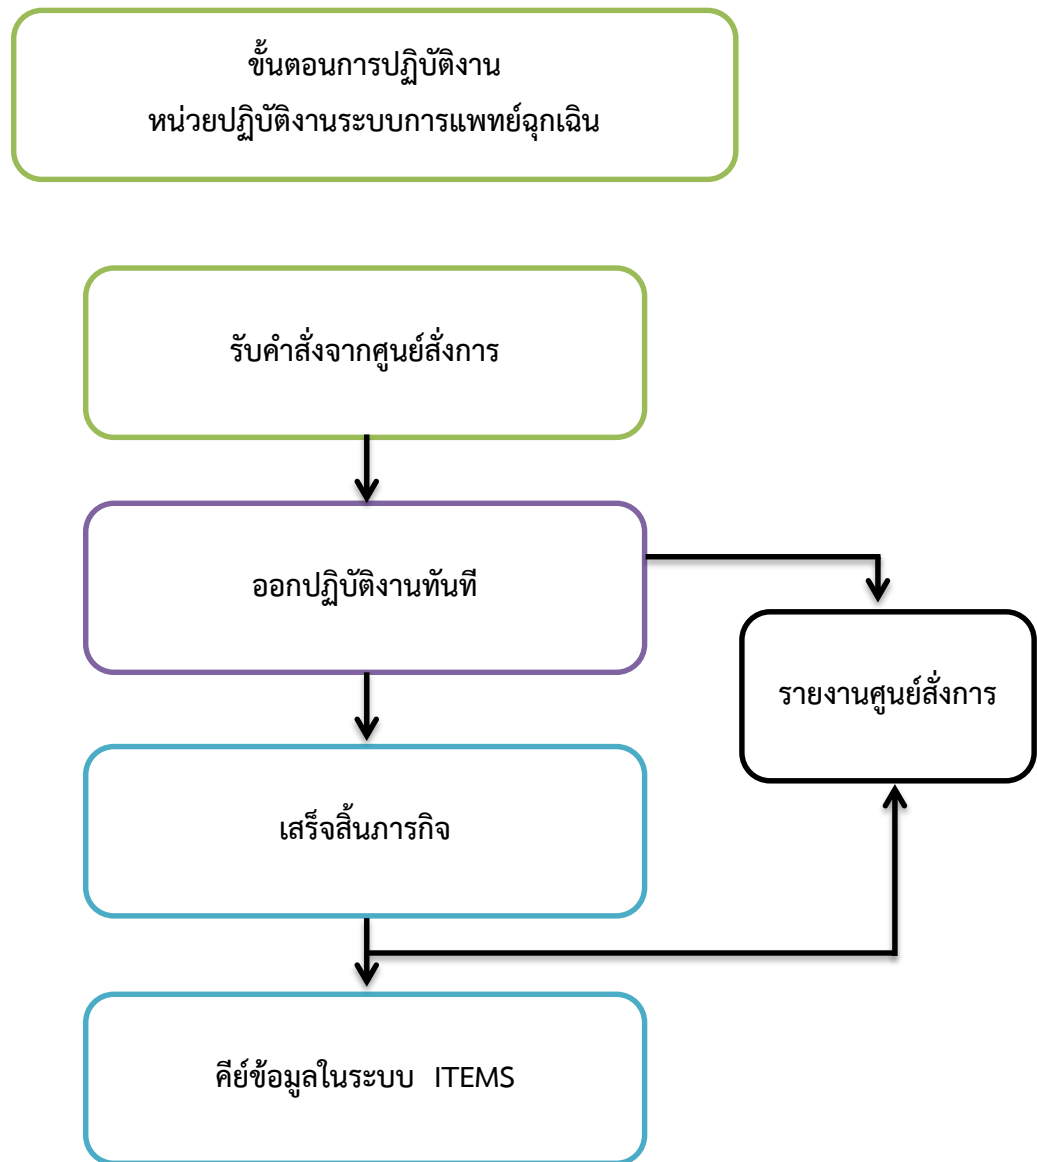 ขั้นตอนการปฏิบัติงาน
หน่วยปฏิบัติงานระบบการแพทย์ฉุกเฉิน
รับคำสั่งจากศูนย์สั่งการ
ออกปฏิบัติงานทันที
รายงานศูนย์สั่งการ
เสร็จสิ้นภารกิจ
คีย์ข้อมูลในระบบ ITEMS